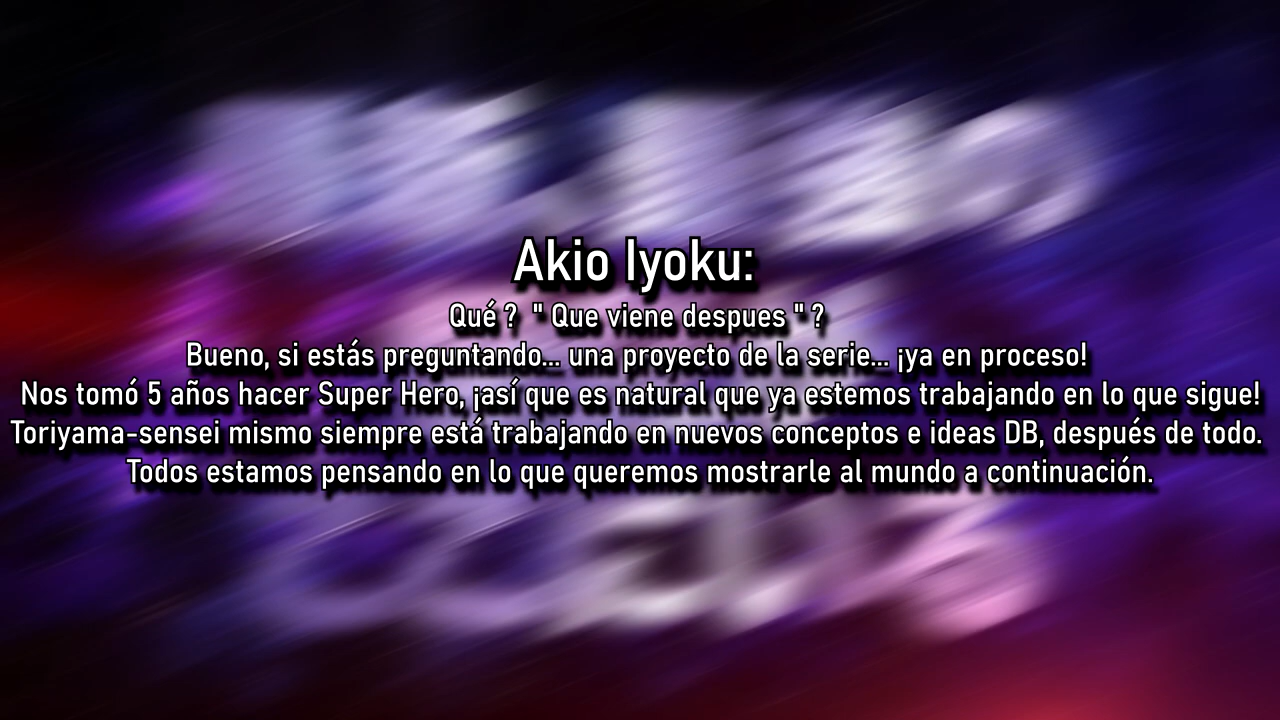 Akio Iyoku:
Qué ? " Que viene despues " ?
Bueno, si estás preguntando... una proyecto de la serie... ¡ya en proceso!
Nos tomó 5 años hacer Super Hero, ¡así que es natural que ya estemos trabajando en lo que sigue!
Toriyama-sensei mismo siempre está trabajando en nuevos conceptos e ideas DB, después de todo.
Todos estamos pensando en lo que queremos mostrarle al mundo a continuación.